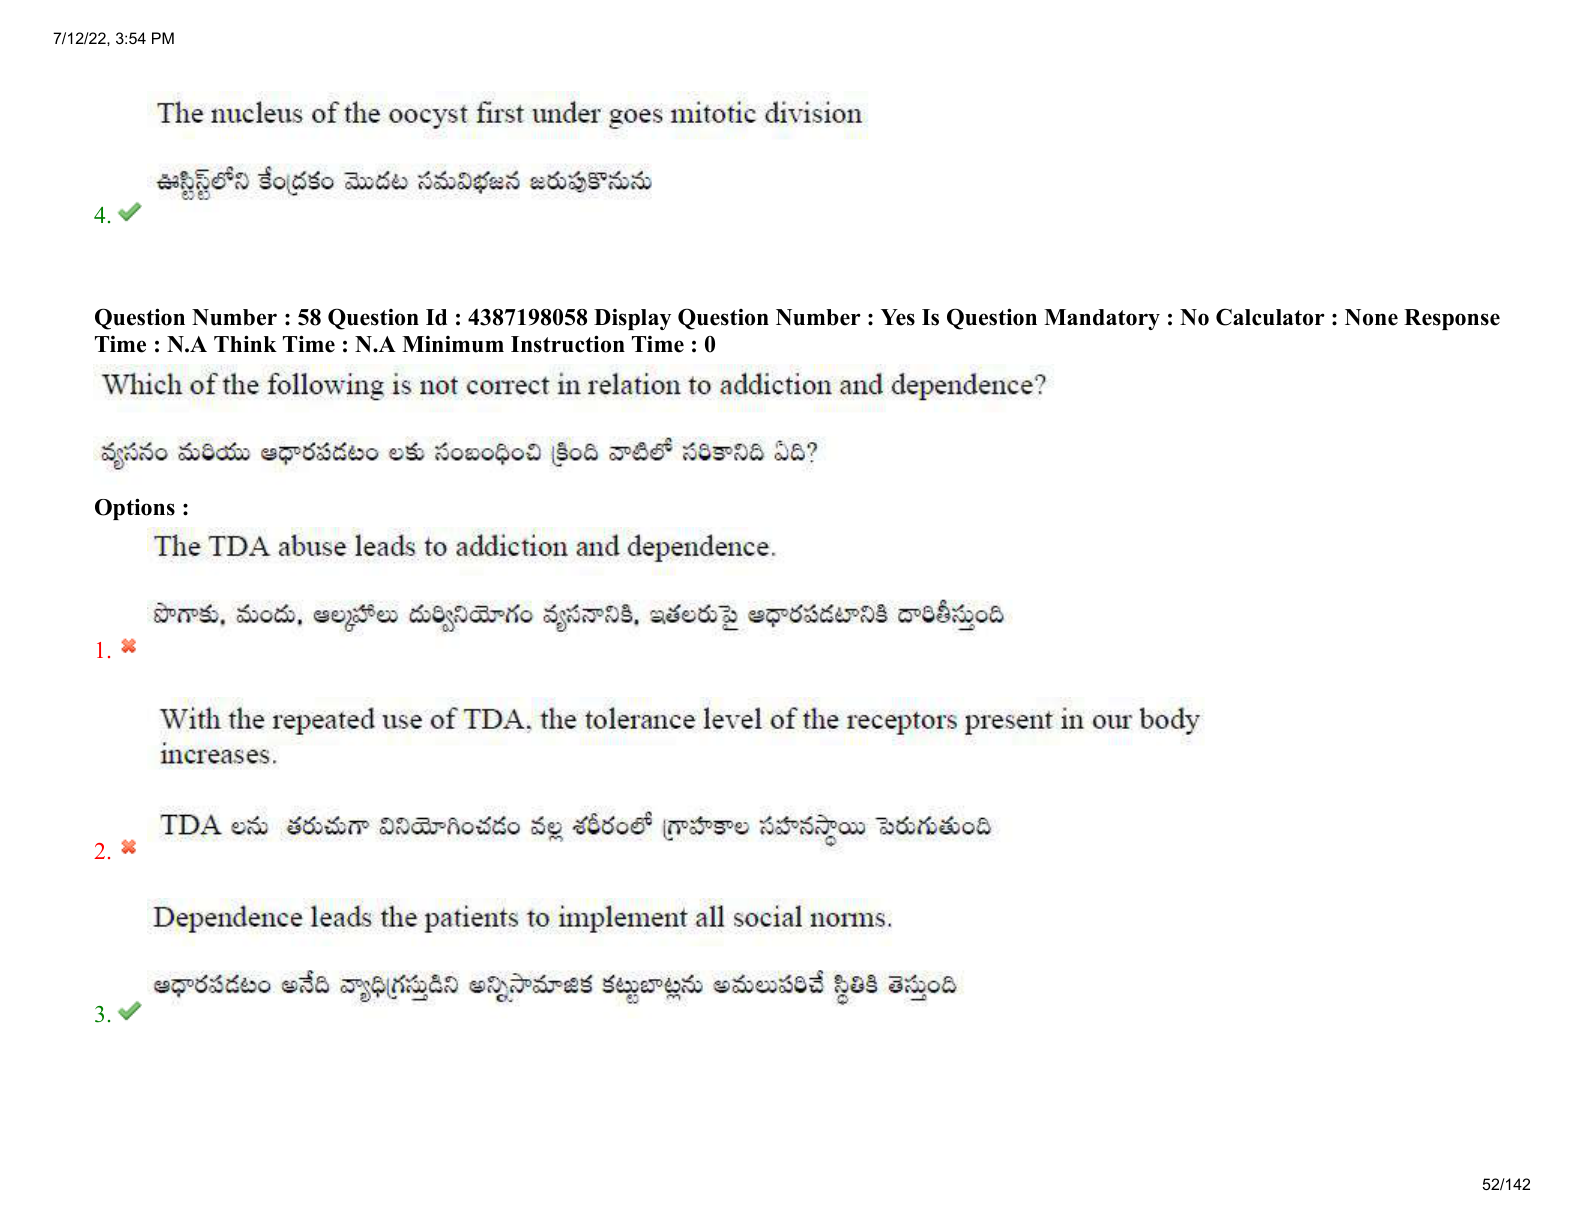 7/12/22, 3:54 PM
The nucleus of the oocyst first under goes mitotic division
ఊసిస్ట్‌లోని కేంద్రకం మొదట సమవిభజన జరుపుకొనును
4.
Question Number : 58 Question Id : 4387198058 Display Question Number : Yes Is Question Mandatory : No Calculator : None Response
Time : N.A Think Time : N.A Minimum Instruction Time : 0
Which of the following is not correct in relation to addiction and dependence?
వ్యసనం మరియు ఆధారపడటం లకు సంబంధించి క్రింది వాటిలో సరికానిది ఏది?
Options :
The TDA abuse leads to addiction and dependence.
పొగాకు, మందు, ఆల్కహాలు దుర్వినియోగం వ్యసనానికి, ఇతలరుపై ఆధారపడటానికి దారితీస్తుంది
1.
With the repeated use of TDA, the tolerance level of the receptors present in our body
increases.
TDA లను తరుచుగా వినియోగించడం వల్ల శరీరంలో గ్రాహకాల సహనస్థాయి పెరుగుతుంది
2.
Dependence leads the patients to implement all social norms.
ఆధారపడటం అనేది వ్యాధిగ్రస్తుడిని అన్నిసామాజిక కట్టుబాట్లను అమలుపరిచే స్థితికి తెస్తుంది
3.
52/142